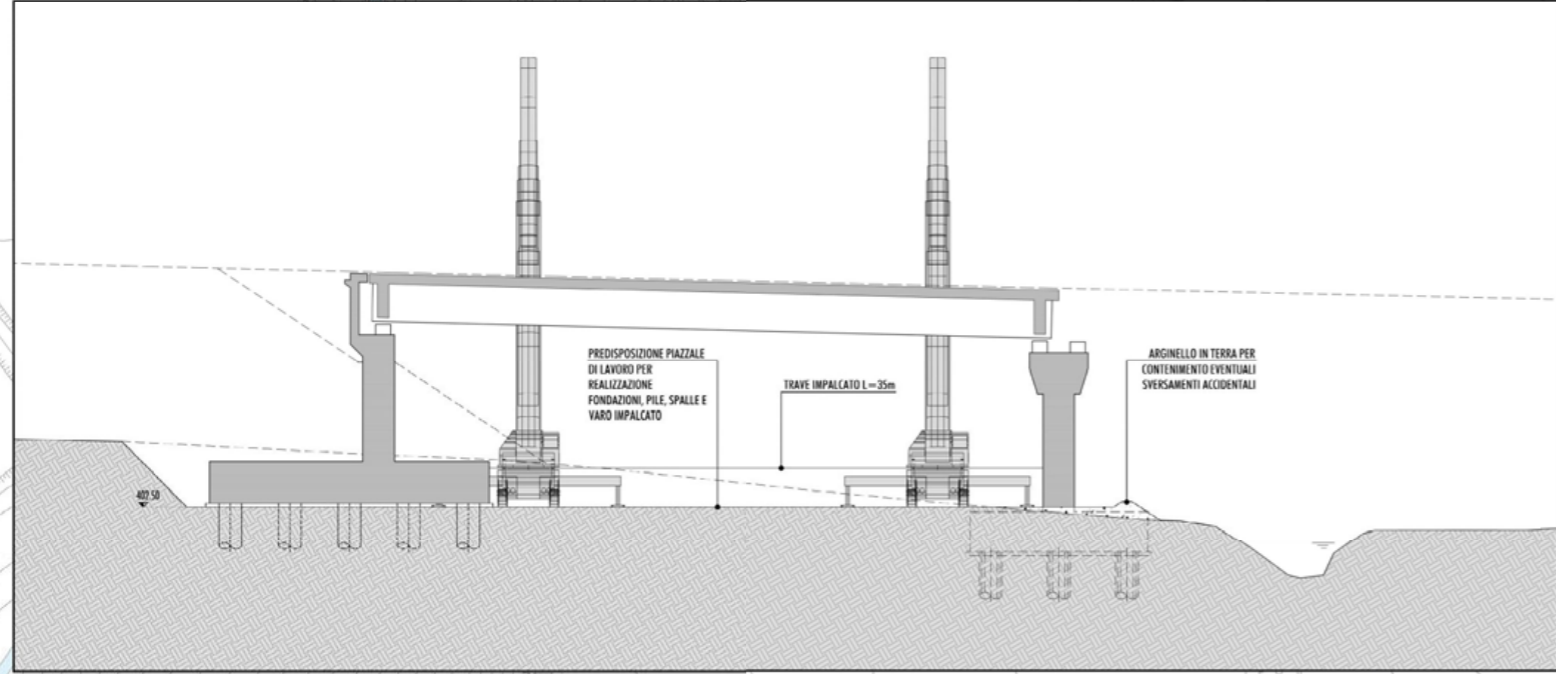 PREDISPOSIZIONE PIAZZALE
DI LAVORO PER
REALIZZAZIONE
FONDAZIONI, PILE, SPALLE E
VARO IMPALCATO
TRAVE IMPALCATO L=35m
ARGINELLO IN TERRA PER
CONTENIMENTO EVENTUALI
SVERSAMENTI ACCIDENTALI
402.50